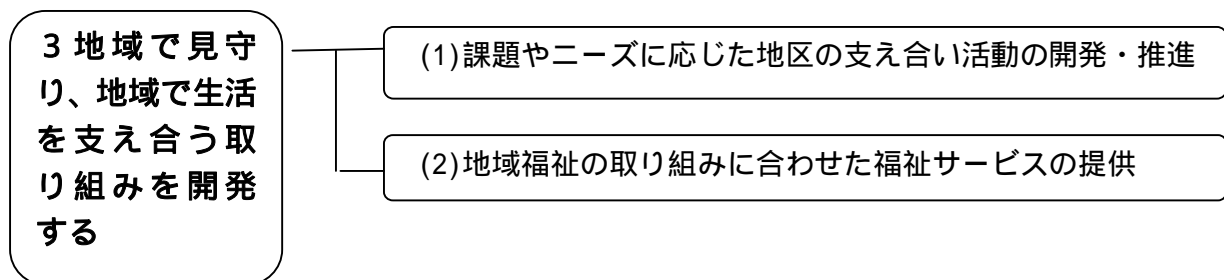 ３地域で見守
り、地域で生活
を支え合う取
り組みを開発
する
(1)課題やニーズに応じた地区の支え合い活動の開発・推進
(2)地域福祉の取り組みに合わせた福祉サービスの提供